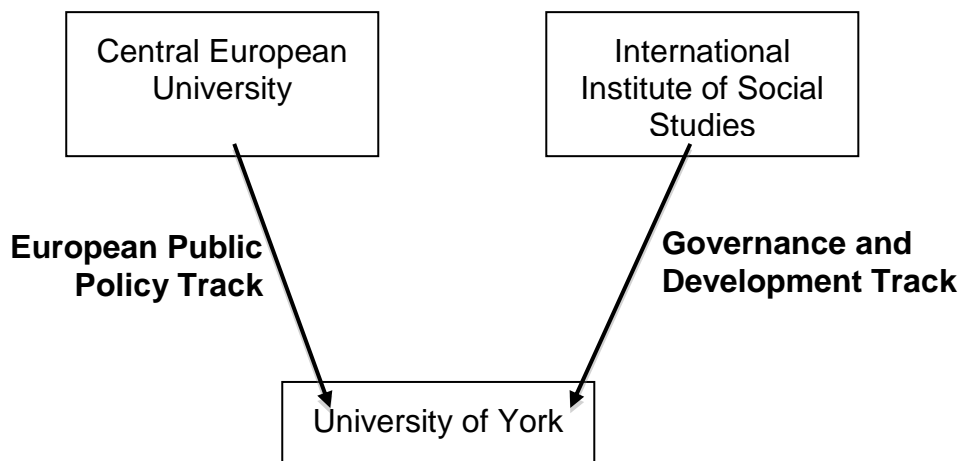 Central European
University
International
Institute of Social
Studies
European Public
Policy Track
Governance and
Development Track
University of York